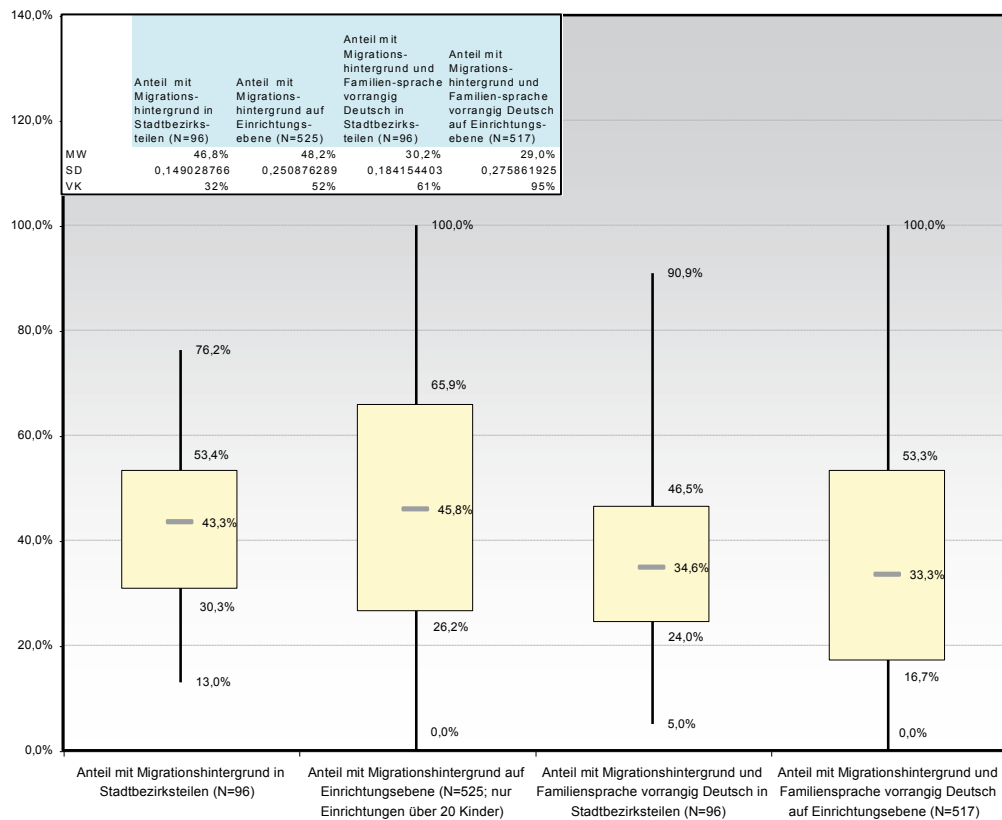 140,0%
120,0%
100,0%
80,0%
60,0%
40,0%
20,0%
0,0%
Anteil mit
Migrations-
hintergrund in
Stadtbezirks-
teilen (N=96)
Anteil mit
Migrations-
hintergrund auf
Einrichtungs-
ebene (N=525)
Anteil mit
Migrations-
hintergrund und
Familien-sprache
vorrangig
Deutsch in
Stadtbezirks-
teilen (N=96)
Anteil mit
Migrations-
hintergrund und
Familien-sprache
vorrangig Deutsch
auf Einrichtungs-
ebene (N=517)
MW 46,8% 48,2% 30,2% 29,0%
SD 0,149028766 0,250876289 0,184154403 0,275861925
VK 32% 52% 61% 95%
76,2%
53,4%
43,3%
30,3%
13,0%
100,0%
65,9%
45,8%
26,2%
0,0%
90,9%
46,5%
34,6%
24,0%
5,0%
100,0%
53,3%
33,3%
16,7%
0,0%
Anteil mit Migrationshintergrund in
Stadtbezirksteilen (N=96)
Anteil mit Migrationshintergrund auf
Einrichtungsebene (N=525; nur
Einrichtungen über 20 Kinder)
Anteil mit Migrationshintergrund und
Familiensprache vorrangig Deutsch in
Stadtbezirksteilen (N=96)
Anteil mit Migrationshintergrund und
Familiensprache vorrangig Deutsch
auf Einrichtungsebene (N=517)